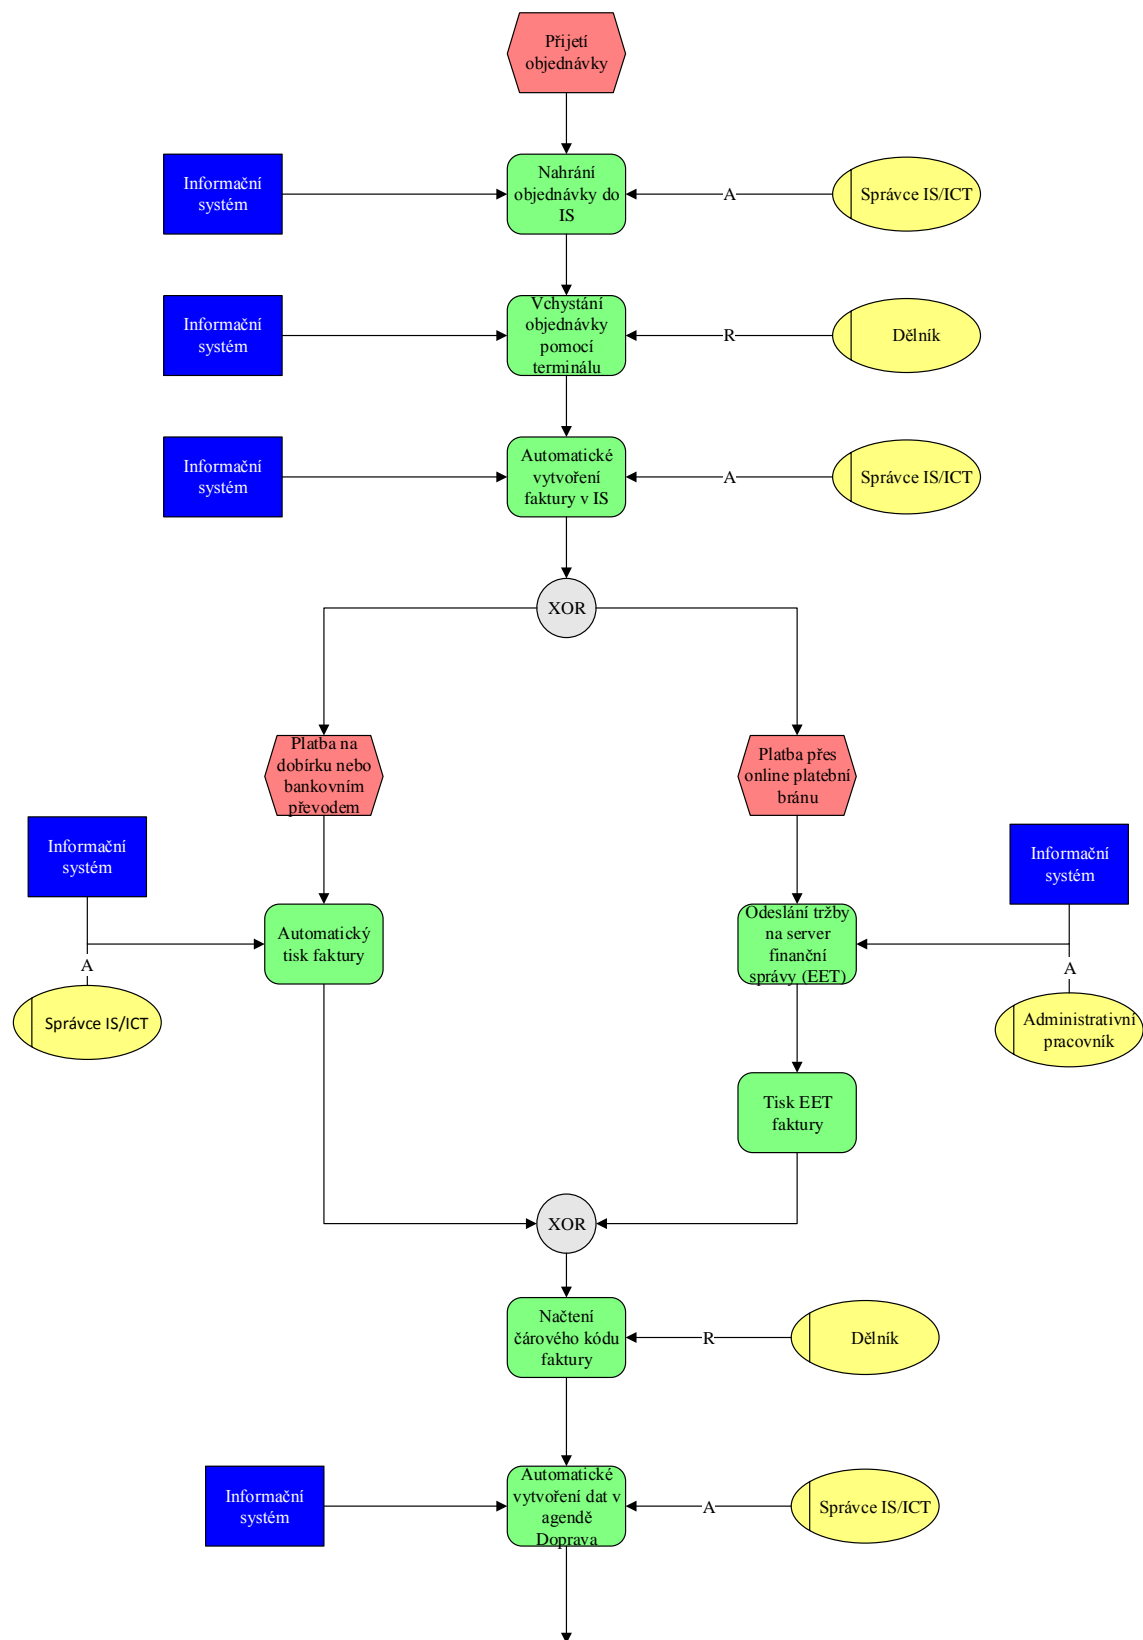 Přijetí
objednávky
Informační
systém
Nahrání
objednávky do
IS
A
Správce IS/ICT
Informační
systém
Vchystání
objednávky
pomocí
terminálu
R
Dělník
Informační
systém
Automatické
vytvoření
faktury v IS
A
Správce IS/ICT
XOR
Platba na
dobírku nebo
bankovním
převodem
Platba přes
online platební
bránu
Informační
systém
A
Správce IS/ICT
Automatický
tisk faktury
Odeslání tržby
na server
finanční
správy (EET)
Informační
systém
A
Administrativní
pracovník
Tisk EET
faktury
XOR
Načtení
čárového kódu
faktury
R
Dělník
Informační
systém
Automatické
vytvoření dat v
agendě
Doprava
A
Správce IS/ICT